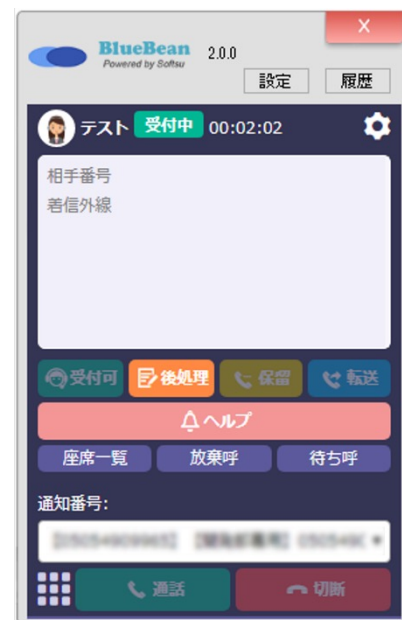 X
BlueBean 2.0.0
Powered by Softsu
設定 履歴
テスト 受付中 00:02:02
相手番号
着信外線
受付可 後処理 保留 転送
ヘルプ
座席一覧 放棄呼 待ち呼
通知番号:
通話 切断